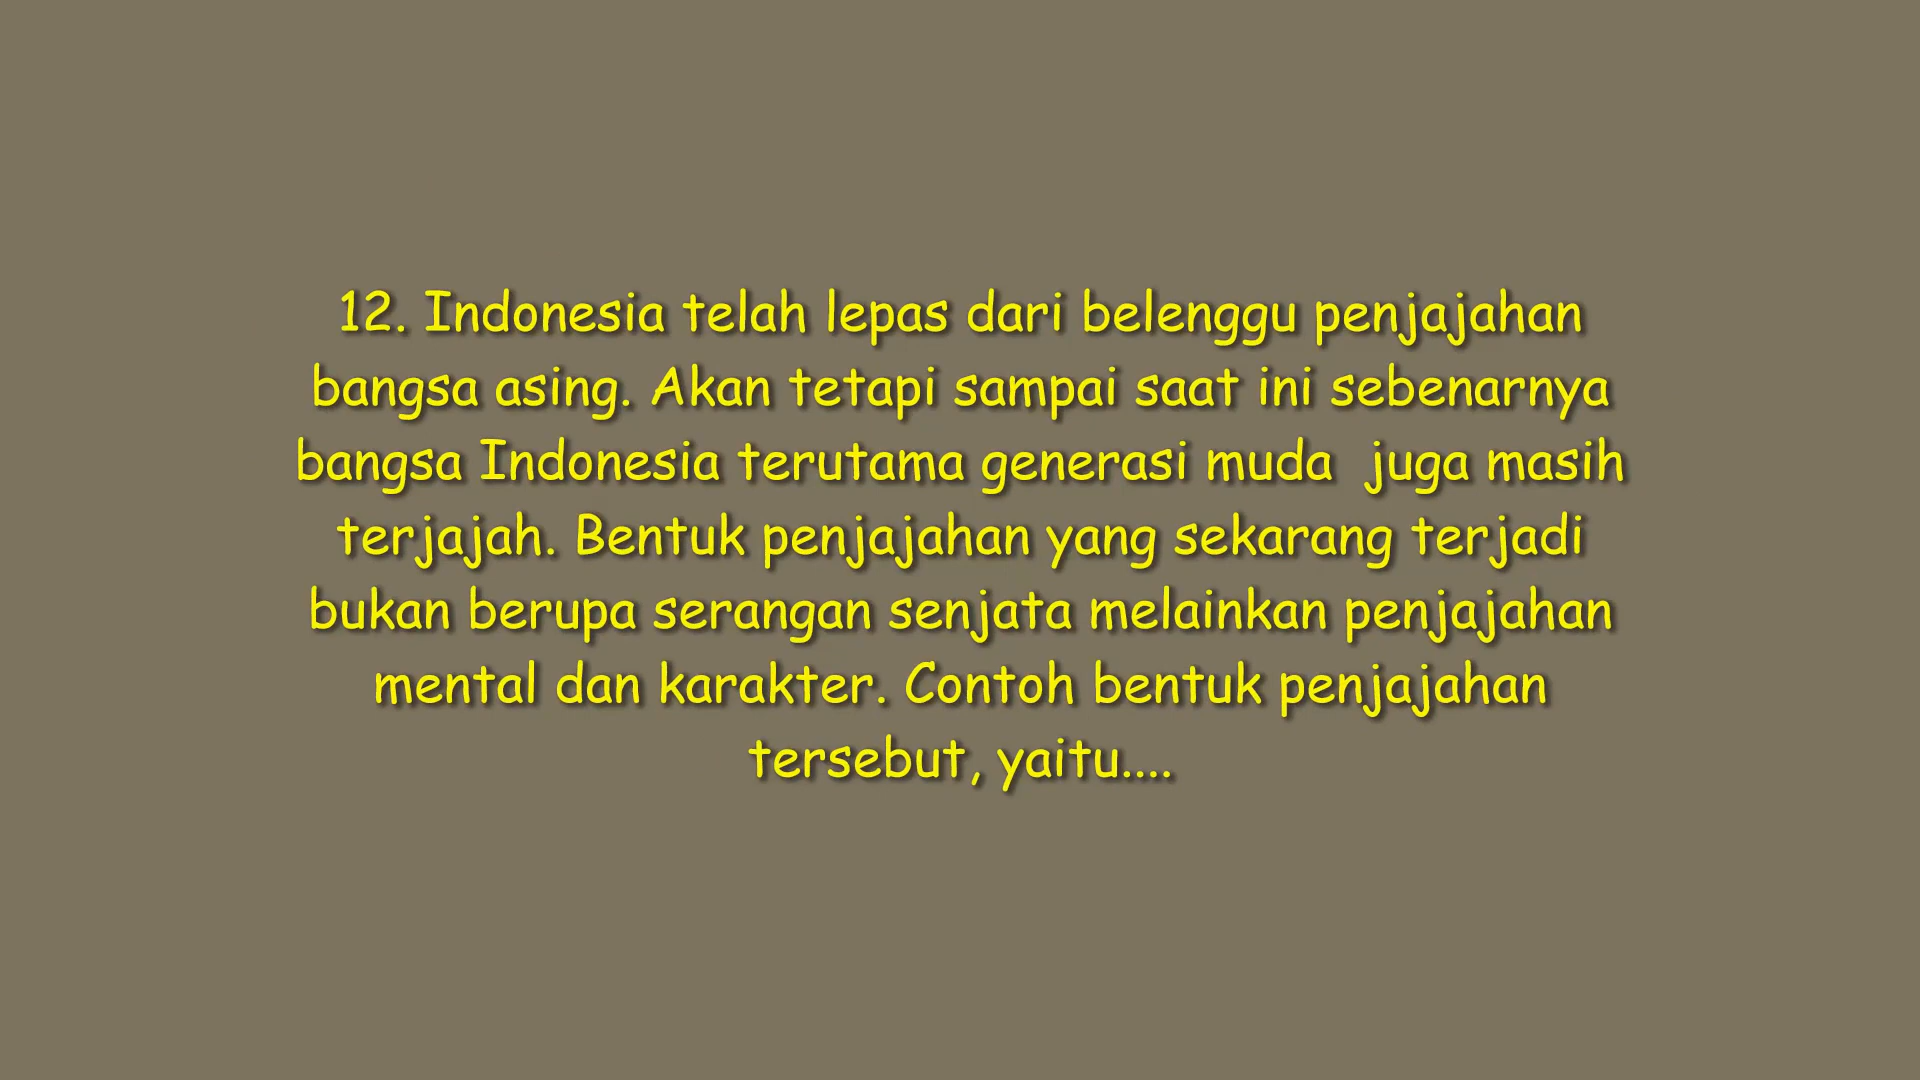 12. Indonesia telah lepas dari belenggu penjajahan
bangsa asing. Akan tetapi sampai saat ini sebenarnya
bangsa Indonesia terutama generasi muda  juga masih
terjajah. Bentuk penjajahan yang sekarang terjadi
bukan berupa serangan senjata melainkan penjajahan
mental dan karakter. Contoh bentuk penjajahan
tersebut, yaitu....